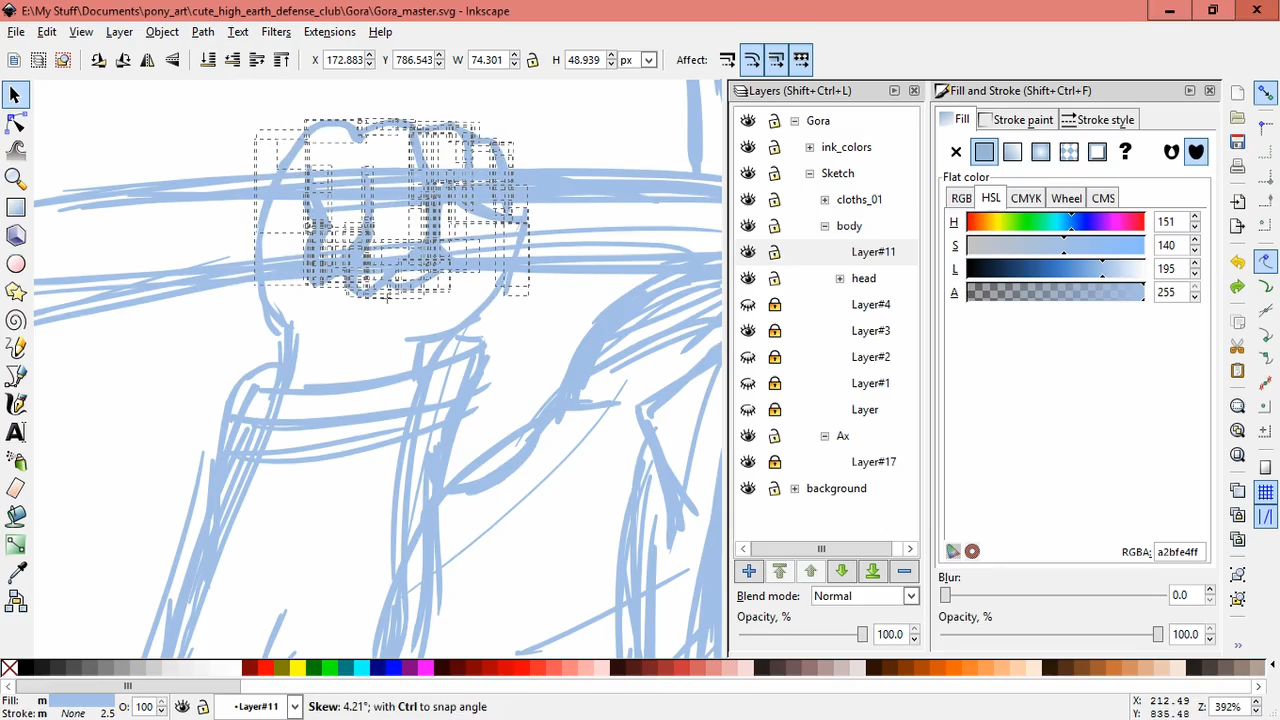 E:\My Stuff\Documents\pony_art\cute_high_earth_defense_club\Gora\Gora_master.svg - Inkscape
File Edit View Layer Object Path Text Filters Extensions Help
X 172.883 Y 786.543 W 74.301 H 48.939 px Affect:
Layers (Shift+Ctrl+L)
Gora
ink_colors
Sketch
cloths_01
body
Layer#11
head
Layer#4
Layer#3
Layer#2
Layer#1
Layer
Ax
Layer#17
background
Blend mode: Normal
Opacity, %
100.0
Fill and Stroke (Shift+Ctrl+F)
Fill Stroke paint Stroke style
?
Flat color
RGB HSL CMYK Wheel CMS
H 151
S 140
L 195
A 255
RGBA: a2bfe4ff
Blur:
0.0
Opacity, %
100.0
Fill: m
Stroke: m None 2.5
O: 100
•Layer#11
Skew: 4.21°; with Ctrl to snap angle
X: 212.49
Y: 835.48
Z: 392%